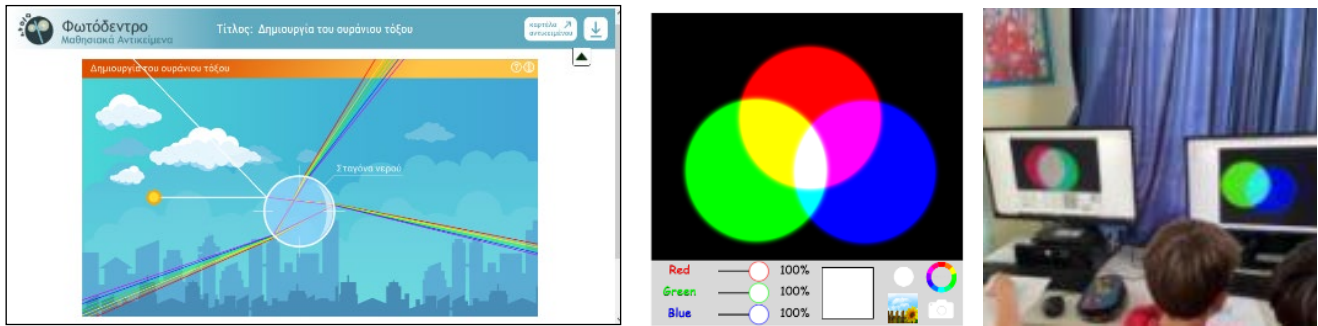 Φωτόδεντρο
Μαθησιακά Αντικείμενα
Τίτλος: Δημιουργία του ουράνιου τόξου
καρτέλα
αντικειμένου
Δημιουργία του ουράνιου τόξου
Σταγόνα νερού
Red 100%
Green 100%
Blue 100%